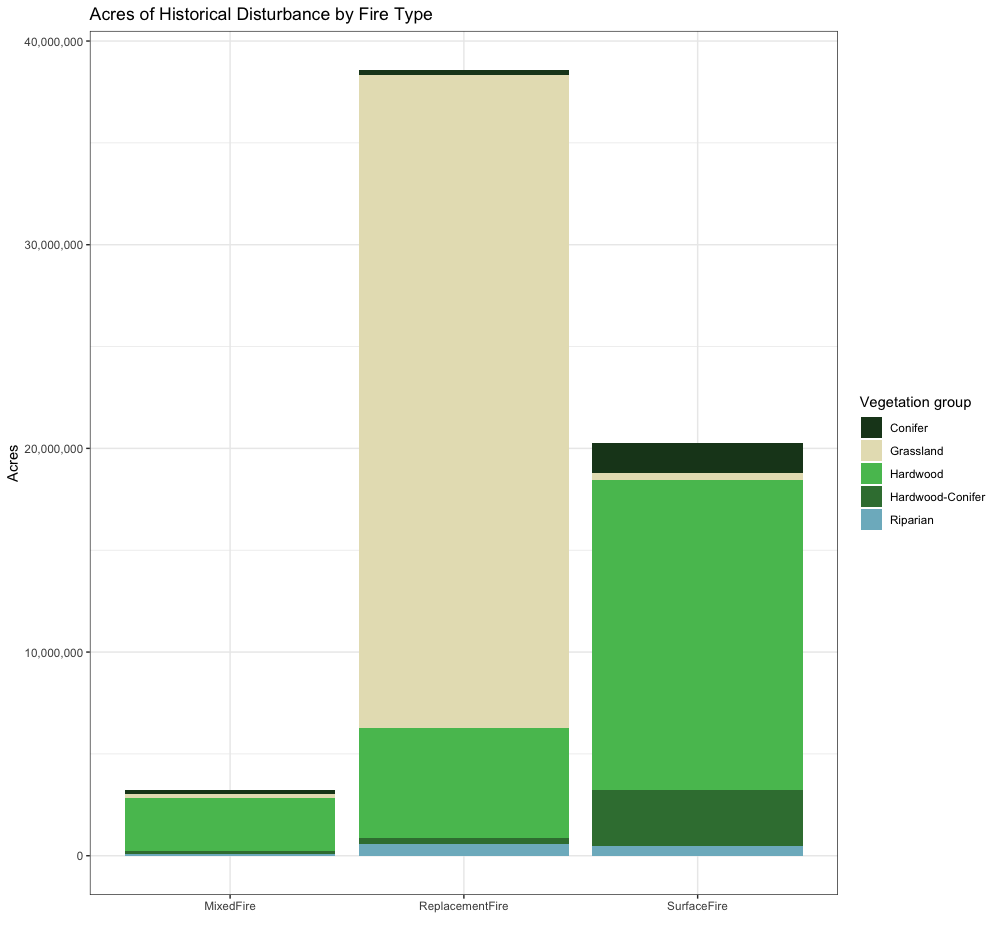 Acres of Historical Disturbance by Fire Type
Acres
40,000,000
30,000,000
20,000,000
10,000,000
0
MixedFire
ReplacementFire
SurfaceFire
Vegetation group
Conifer
Grassland
Hardwood
Hardwood-Conifer
Riparian